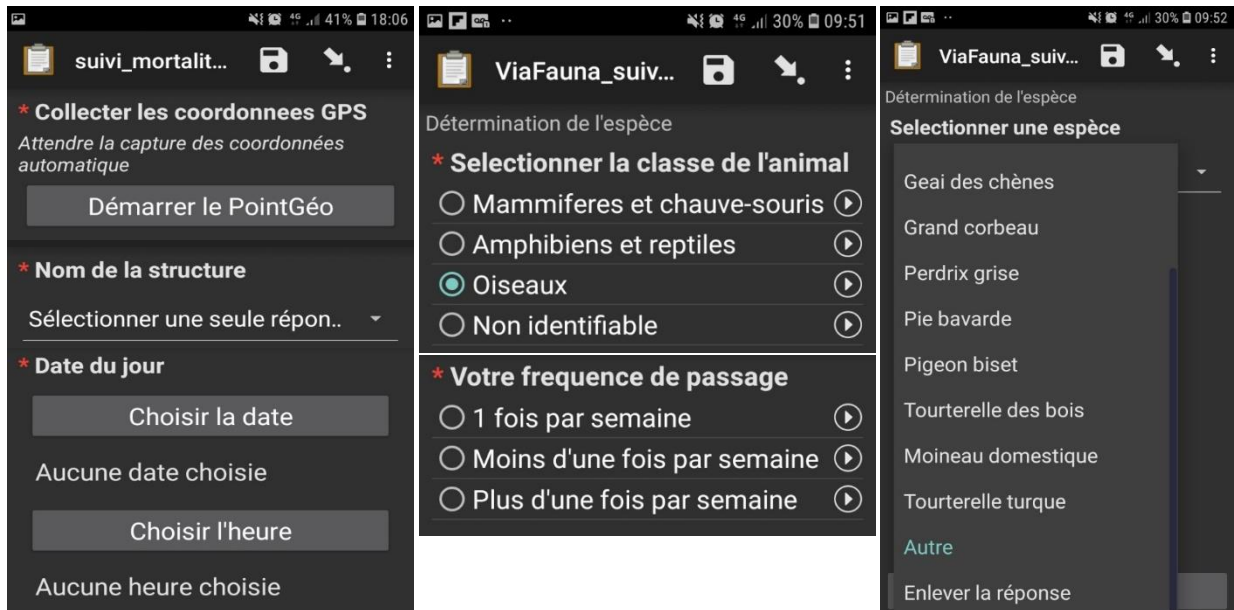 41% 18:06
suivi_mortalit...
* Collecter les coordonnees GPS
Attendre la capture des coordonnées
automatique
Démarrer le PointGéo
* Nom de la structure
Sélectionner une seule répon..
* Date du jour
Choisir la date
Aucune date choisie
Choisir l'heure
Aucune heure choisie
4G 30% 09:51
ViaFauna_suiv...
Détermination de l'espèce
* Selectionner la classe de l'animal
Mammiferes et chauve-souris
Amphibiens et reptiles
Oiseaux
Non identifiable
* Votre frequence de passage
1 fois par semaine
Moins d'une fois par semaine
Plus d'une fois par semaine
4G 30% 09:52
ViaFauna_suiv...
Détermination de l'espèce
Selectionner une espèce
Geai des chènes
Grand corbeau
Perdrix grise
Pie bavarde
Pigeon biset
Tourterelle des bois
Moineau domestique
Tourterelle turque
Autre
Enlever la réponse